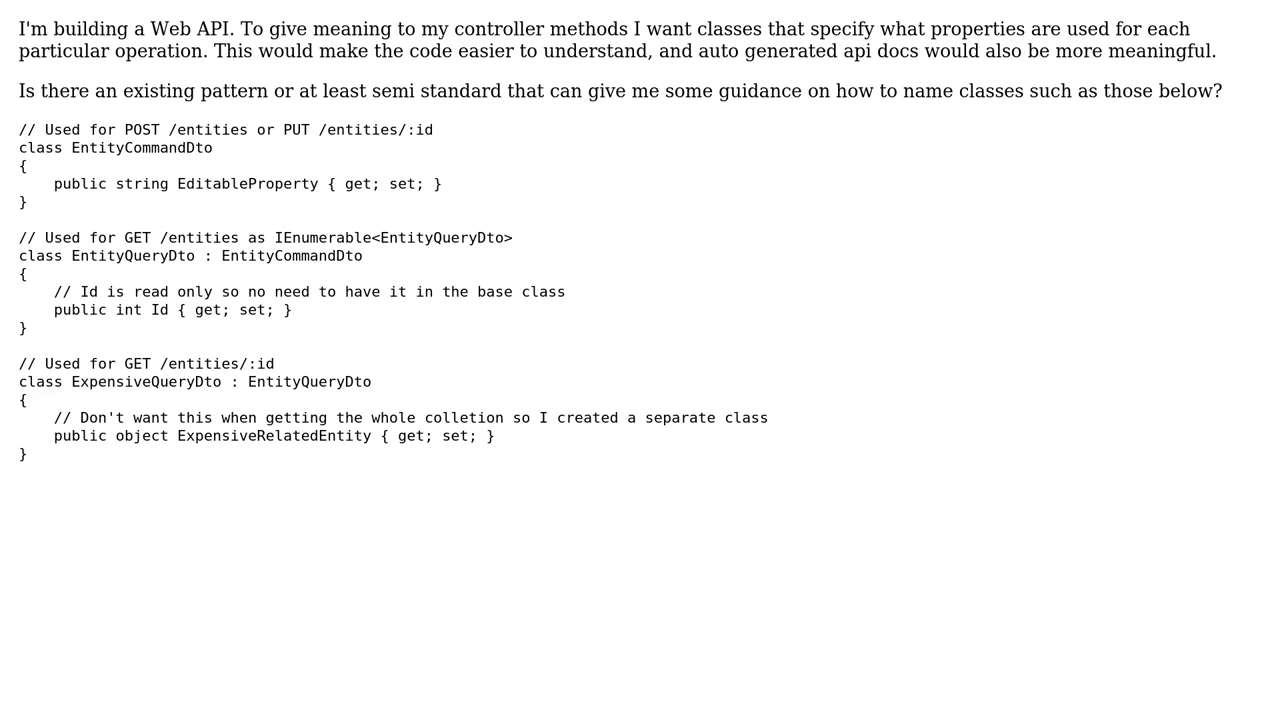 I'm building a Web API. To give meaning to my controller methods I want classes that specify what properties are used for each
particular operation. This would make the code easier to understand, and auto generated api docs would also be more meaningful.
Is there an existing pattern or at least semi standard that can give me some guidance on how to name classes such as those below?
// Used for POST /entities or PUT /entities/:id
class EntityCommandDto
{
    public string EditableProperty { get; set; }
}
// Used for GET /entities as IEnumerable<EntityQueryDto>
class EntityQueryDto : EntityCommandDto
{
    // Id is read only so no need to have it in the base class
    public int Id { get; set; }
}
// Used for GET /entities/:id
class ExpensiveQueryDto : EntityQueryDto
{
    // Don't want this when getting the whole colletion so I created a separate class
    public object ExpensiveRelatedEntity { get; set; }
}